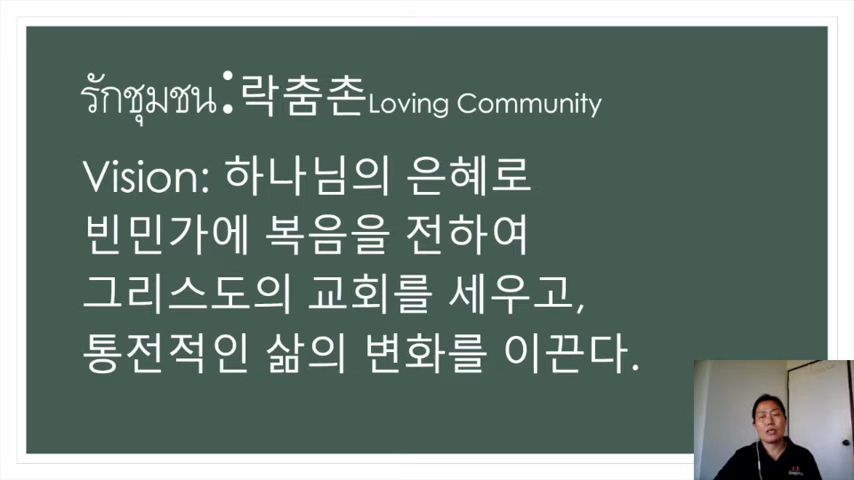 รักชุมชน:락춤촌Loving Community
Vision: 하나님의 은혜로
빈민가에 복음을 전하여
그리스도의 교회를 세우고,
통전적인 삶의 변화를 이끈다.